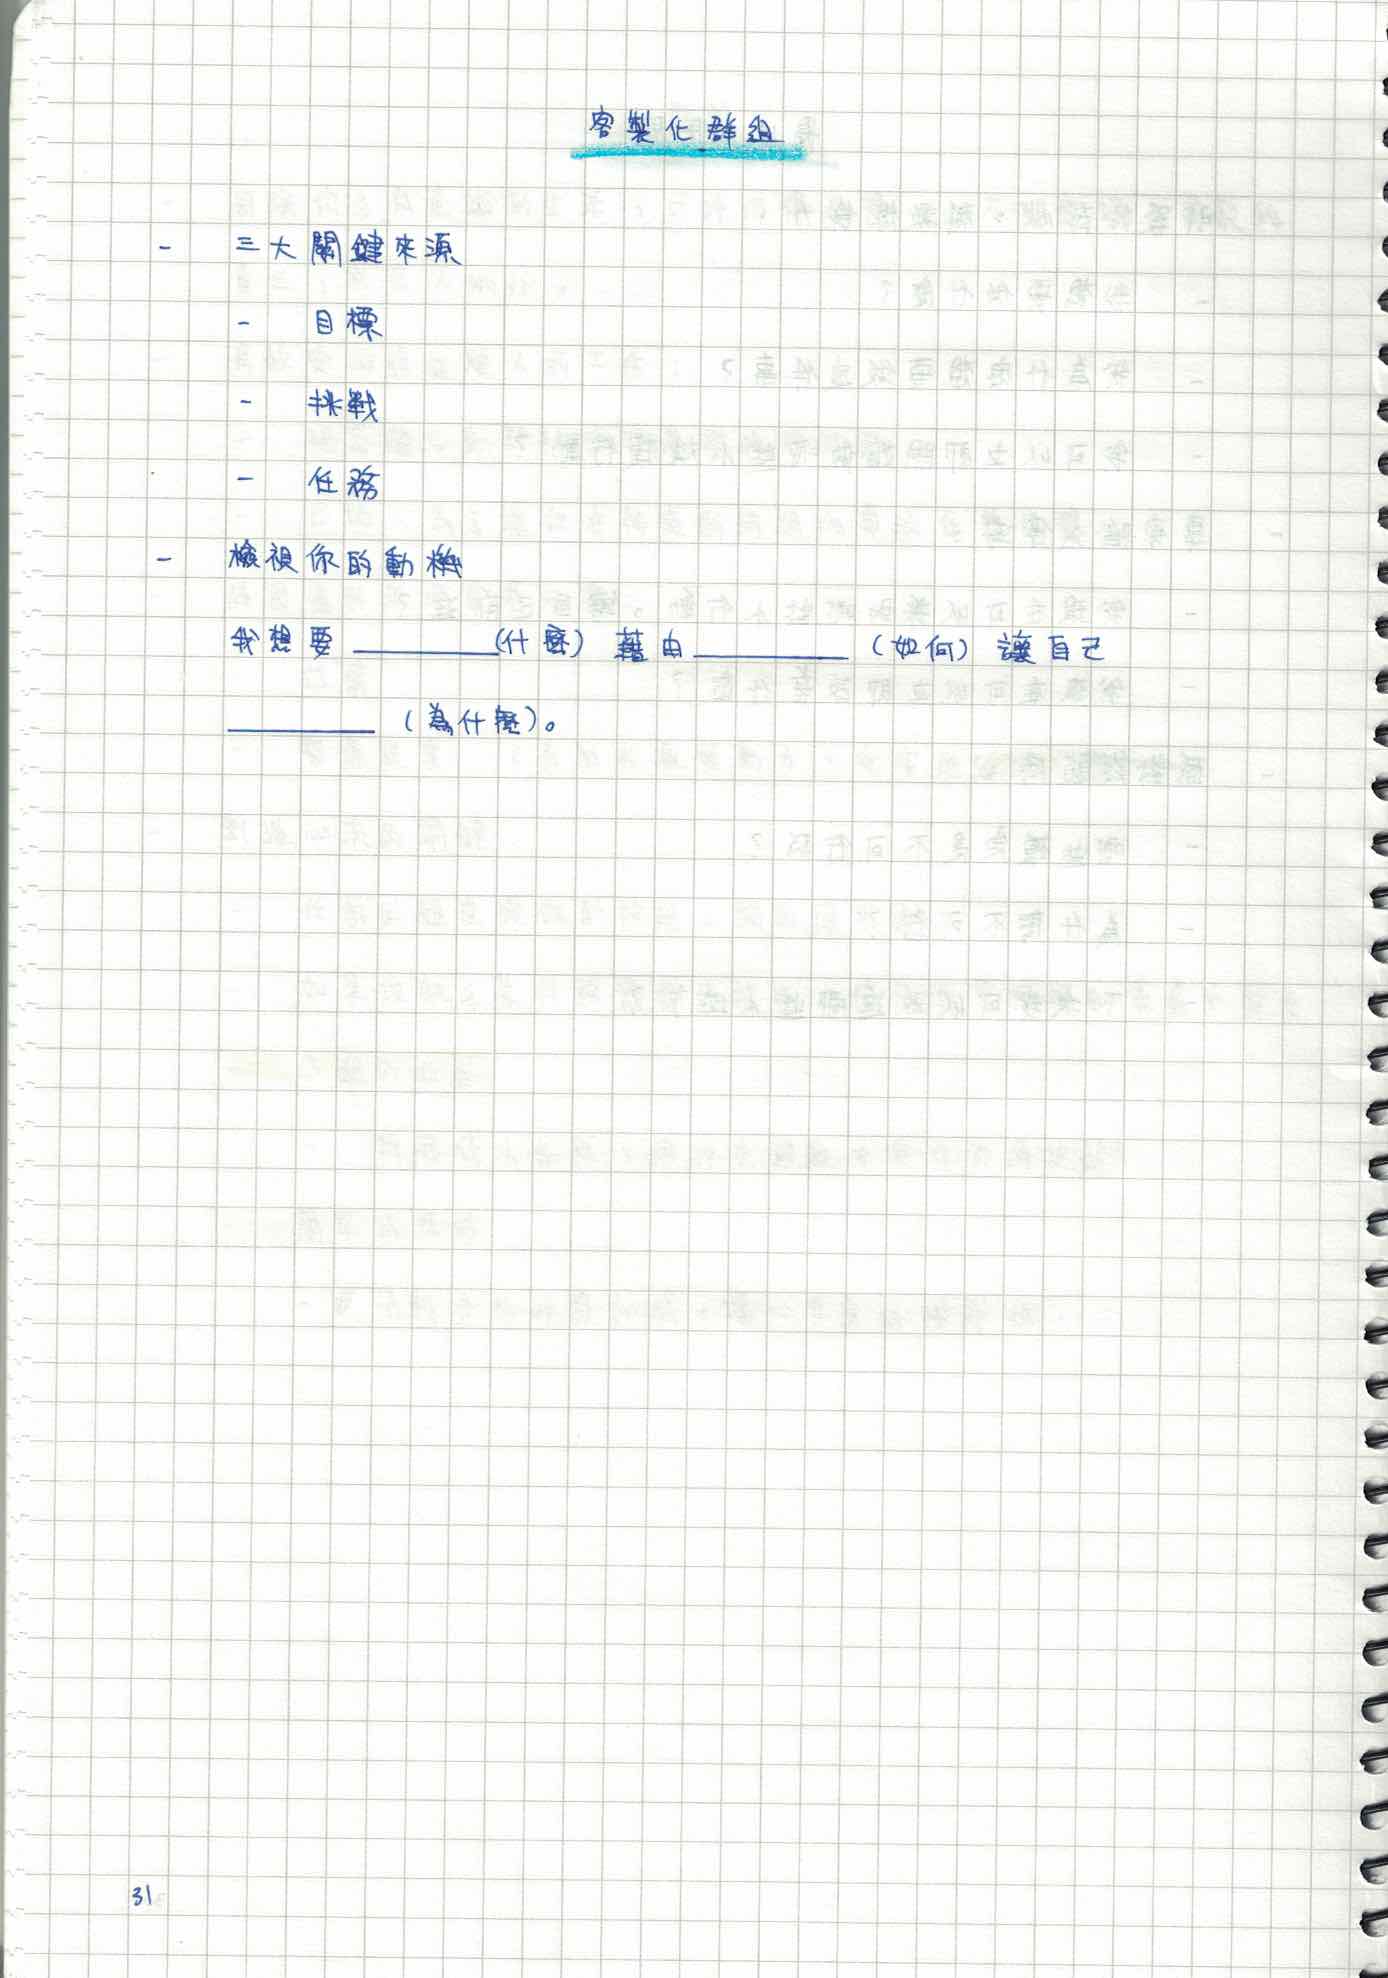 客製化群組
- 三大關鍵來源
- 目標
- 挑戰
- 任務
- 檢視你的動機
我想要 ________ (什麼) 藉由 ________ (如何) 讓自己
________ (為什麼)。
31